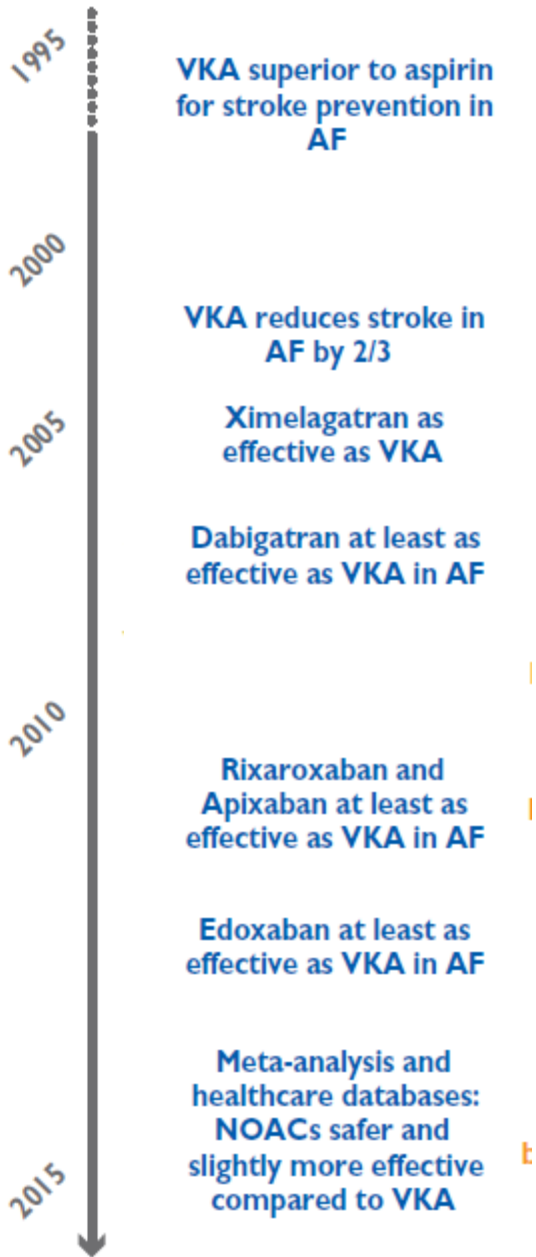 1995
VKA superior to aspirin
for stroke prevention in
AF
2000
VKA reduces stroke in
AF by 2/3
Ximelagatran as
effective as VKA
2005
Dabigatran at least as
effective as VKA in AF
2010
Rixaroxaban and
Apixaban at least as
effective as VKA in AF
Edoxaban at least as
effective as VKA in AF
Meta-analysis and
healthcare databases:
NOACs safer and
slightly more effective
compared to VKA
2015